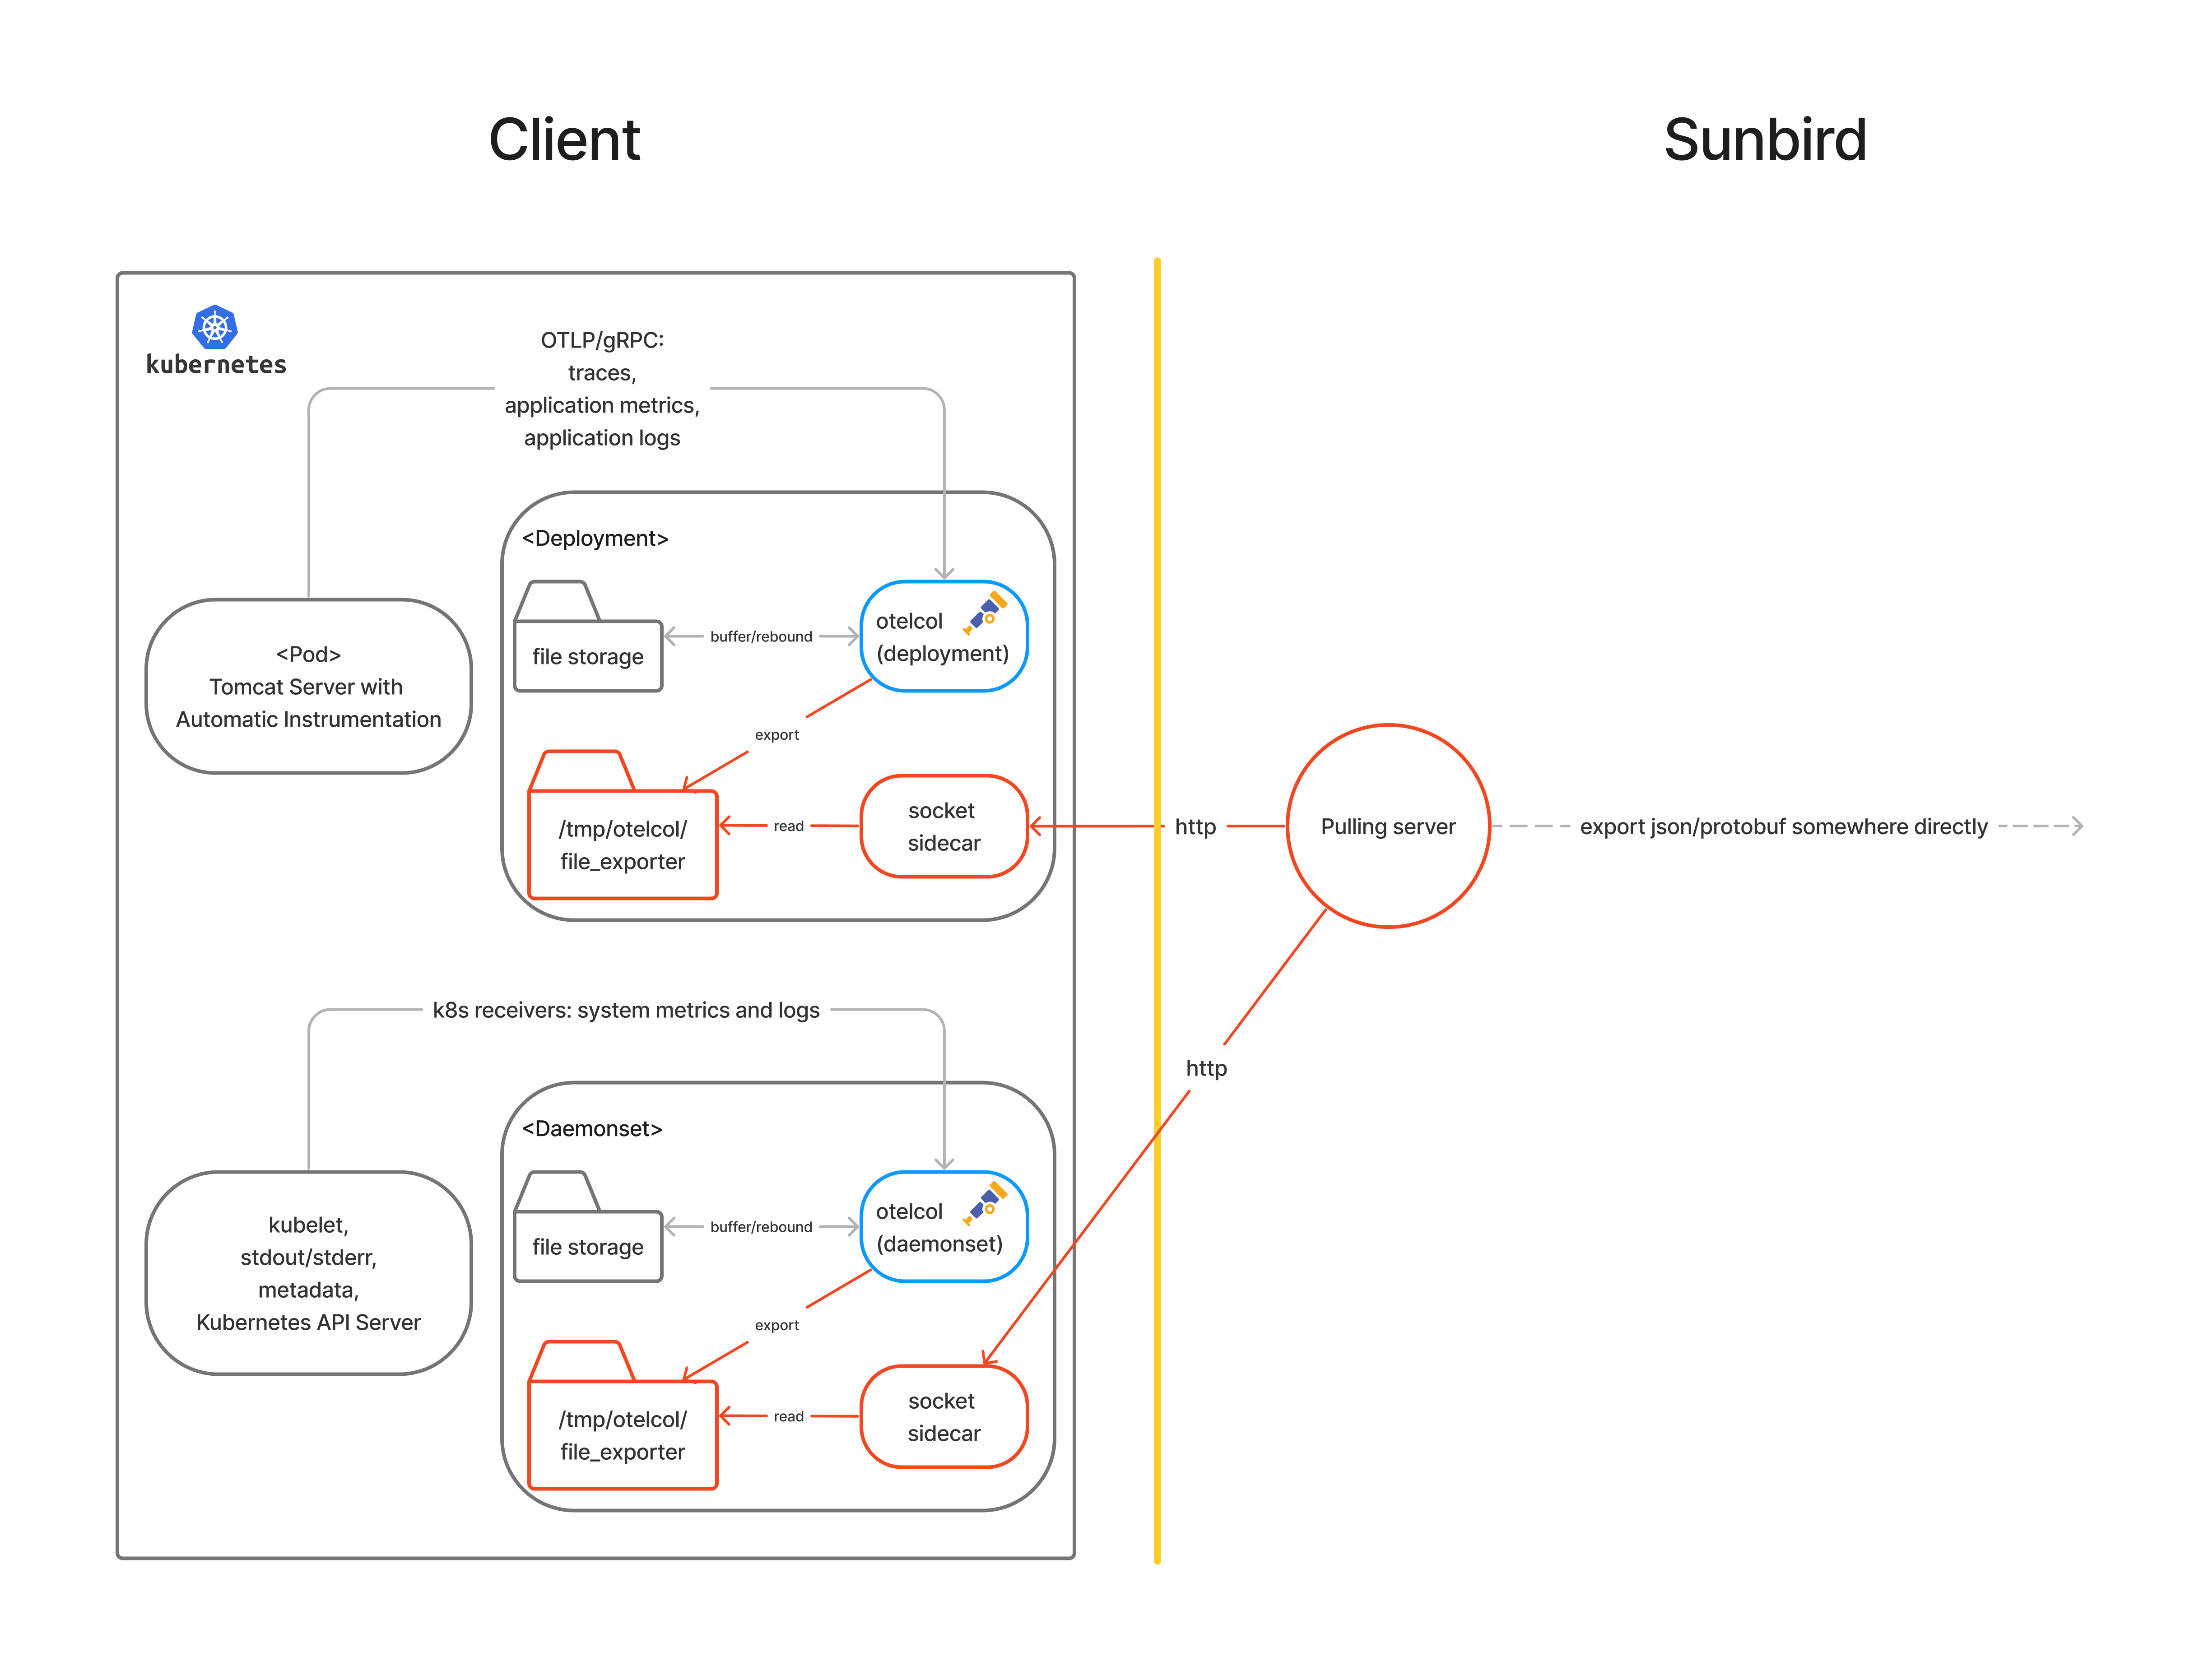 Client
Sunbird
kubernetes
OTLP/gRPC:
traces,
application metrics,
application logs
<Deployment>
file storage
buffer/rebound
otelcol
(deployment)
<Pod>
Tomcat Server with
Automatic Instrumentation
export
/tmp/otelcol/
file_exporter
read
socket
sidecar
http
Pulling server
export json/protobuf somewhere directly
k8s receivers: system metrics and logs
http
<Daemonset>
file storage
buffer/rebound
otelcol
(daemonset)
kubelet,
stdout/stderr,
metadata,
Kubernetes API Server
export
/tmp/otelcol/
file_exporter
read
socket
sidecar